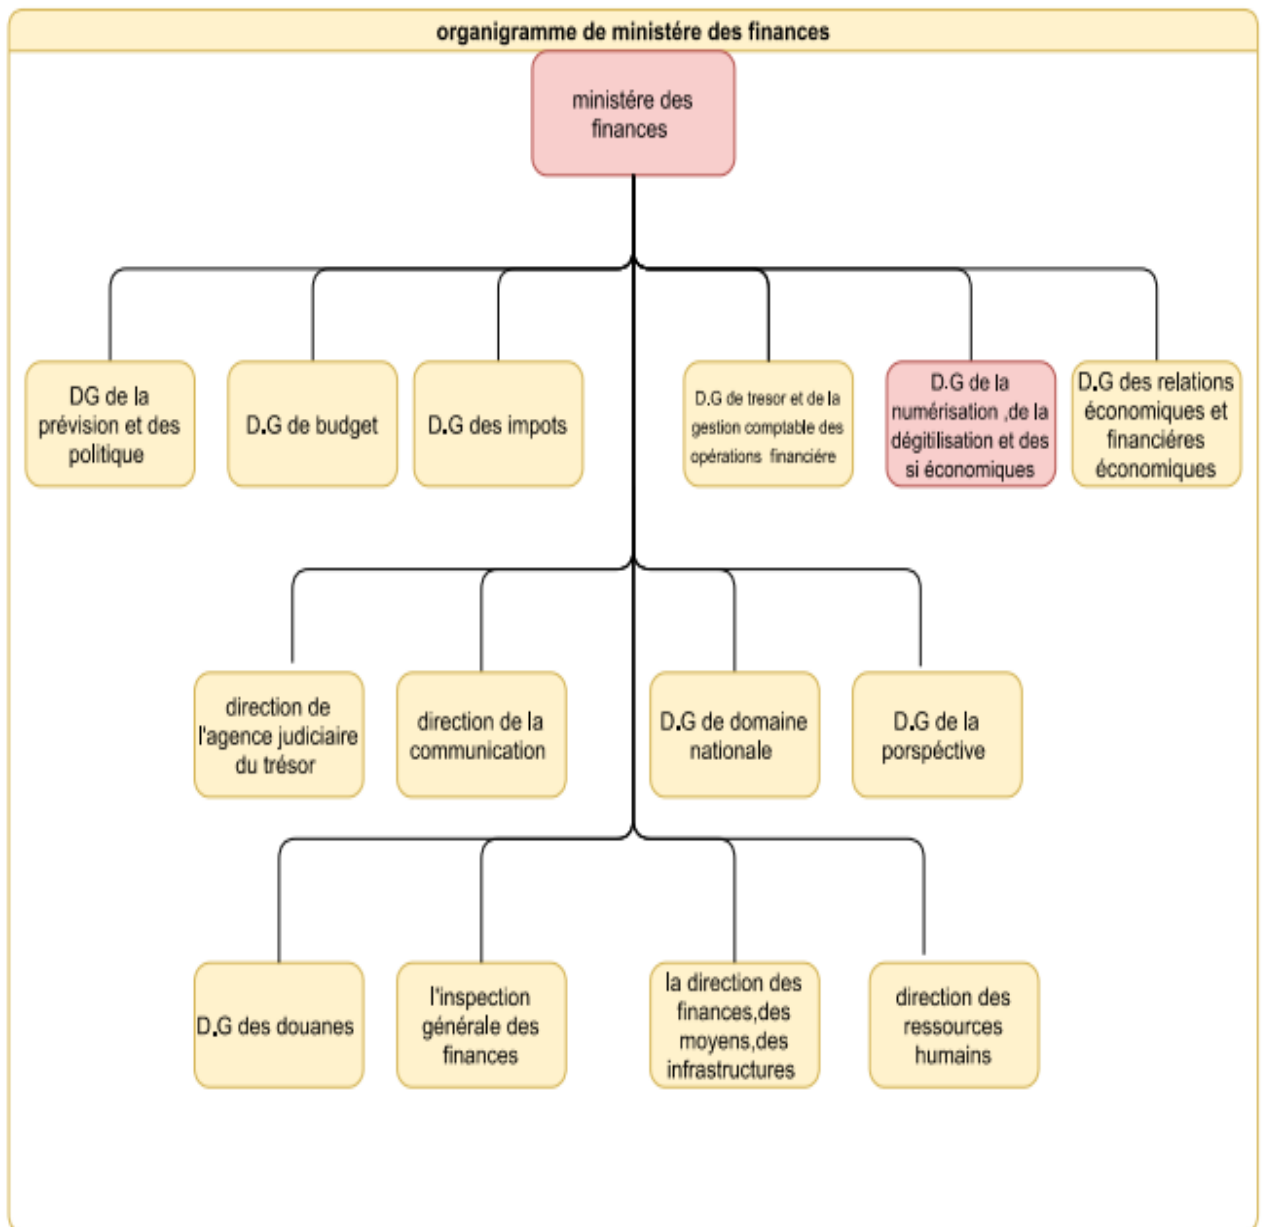 organigramme de ministére des finances
ministére des
finances
DG de la
prévision et des
politique
D.G de budget
D.G des impots
D.G de tresor et de la
gestion comptable des
opérations financiére
D.G de la
numérisation ,de la
dégitilisation et des
si économiques
D.G des relations
économiques et
financiéres
économiques
direction de
l'agence judiciaire
du trésor
direction de la
communication
D.G de domaine
nationale
D.G de la
porspéctive
D.G des douanes
l'inspection
générale des
finances
la direction des
finances,des
moyens,des
infrastructures
direction des
ressources
humains